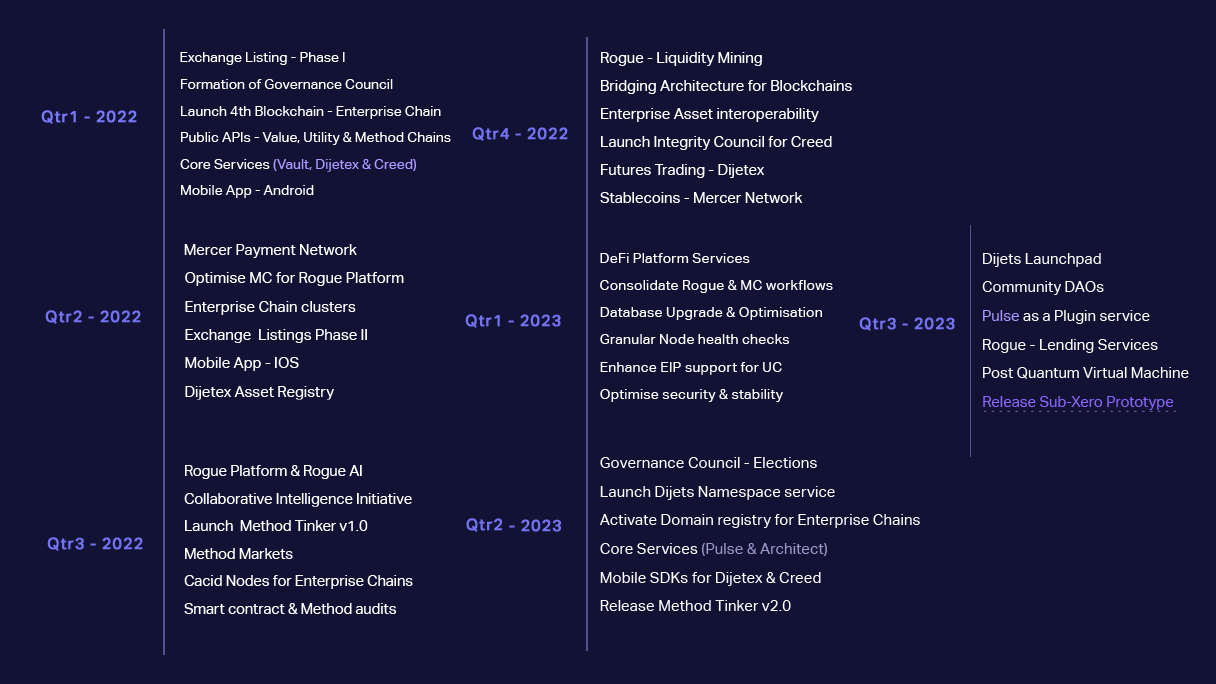 Qtr1 - 2022
Exchange Listing - Phase I
Formation of Governance Council
Launch 4th Blockchain - Enterprise Chain
Public APIs - Value, Utility & Method Chains
Core Services (Vault, Dijetex & Creed)
Mobile App - Android
Qtr2 - 2022
Mercer Payment Network
Optimise MC for Rogue Platform
Enterprise Chain clusters
Exchange Listings Phase II
Mobile App - IOS
Dijetex Asset Registry
Qtr3 - 2022
Rogue Platform & Rogue AI
Collaborative Intelligence Initiative
Launch Method Tinker v1.0
Method Markets
Cacid Nodes for Enterprise Chains
Smart contract & Method audits
Qtr4 - 2022
Rogue - Liquidity Mining
Bridging Architecture for Blockchains
Enterprise Asset interoperability
Launch Integrity Council for Creed
Futures Trading - Dijetex
Stablecoins - Mercer Network
Qtr1 - 2023
DeFi Platform Services
Consolidate Rogue & MC workflows
Database Upgrade & Optimisation
Granular Node health checks
Enhance EIP support for UC
Optimise security & stability
Qtr2 - 2023
Governance Council - Elections
Launch Dijets Namespace service
Activate Domain registry for Enterprise Chains
Core Services (Pulse & Architect)
Mobile SDKs for Dijetex & Creed
Release Method Tinker v2.0
Qtr3 - 2023
Dijets Launchpad
Community DAOs
Pulse as a Plugin service
Rogue - Lending Services
Post Quantum Virtual Machine
Release Sub-Xero Prototype